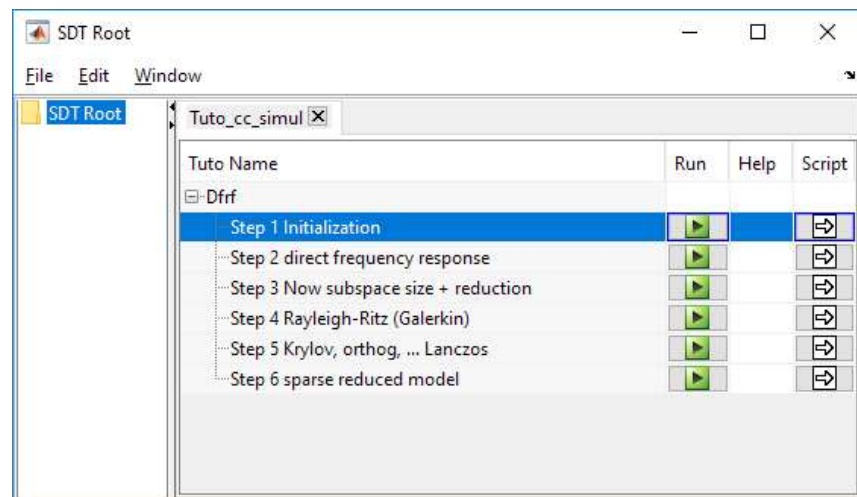 SDT Root
File Edit Window
SDT Root
Tuto_cc_simul
Tuto Name Run Help Script
Dfrf
Step 1 Initialization
Step 2 direct frequency response
Step 3 Now subspace size + reduction
Step 4 Rayleigh-Ritz (Galerkin)
Step 5 Krylov, orthog, ... Lanczos
Step 6 sparse reduced model